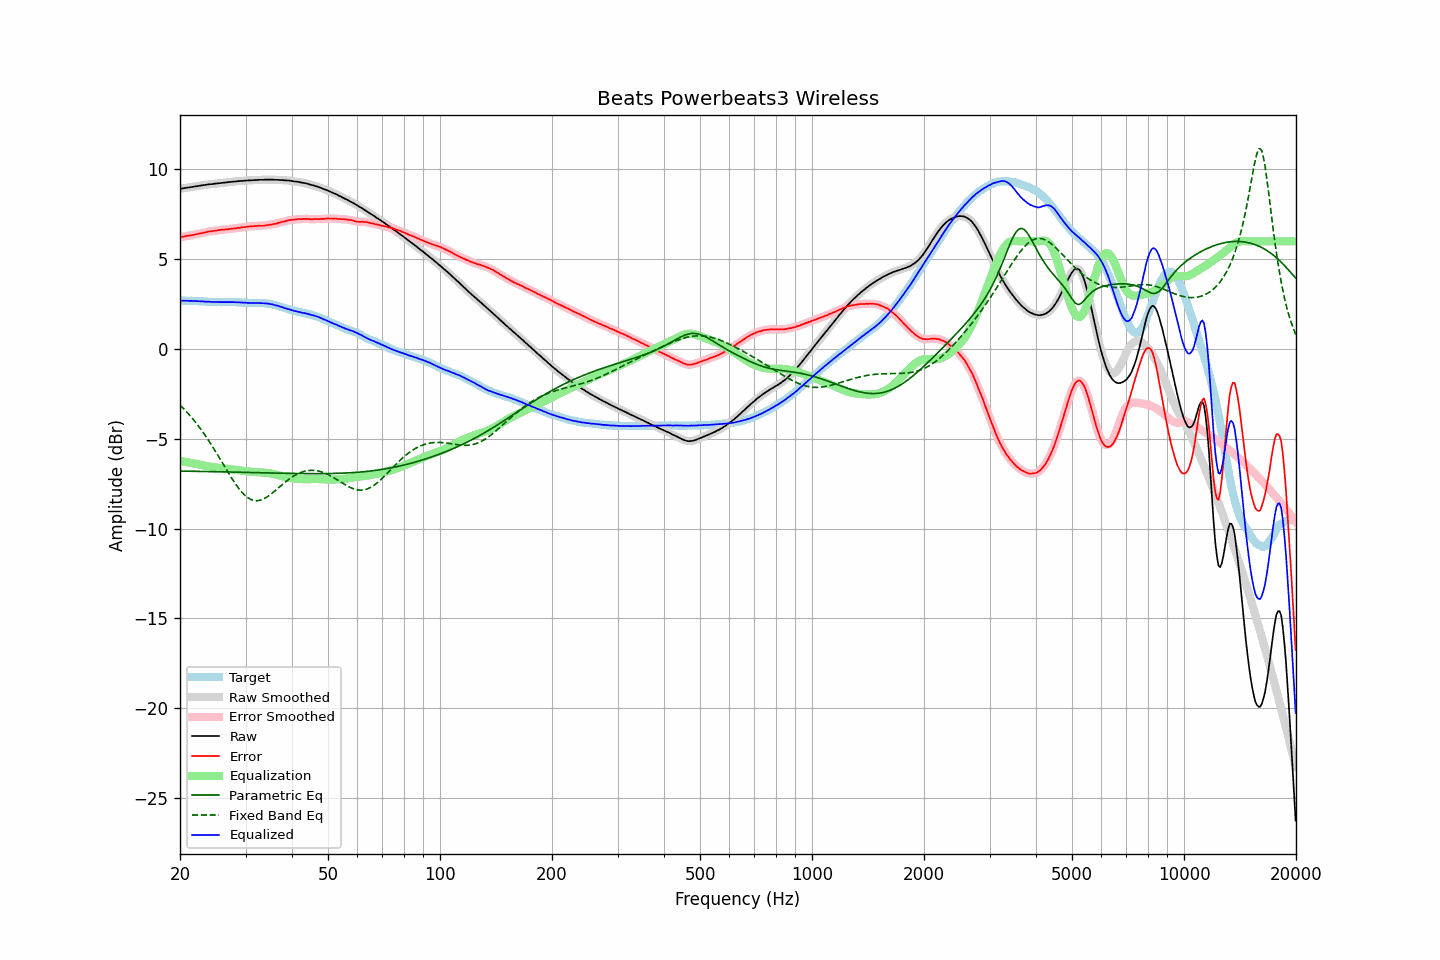 Beats Powerbeats3 Wireless
Amplitude (dBr)
10
5
0
−5
−10
−15
−20
−25
Target
Raw Smoothed
Error Smoothed
Raw
Error
Equalization
Parametric Eq
Fixed Band Eq
Equalized
20 50 100 200 500 1000 2000 5000 10000 20000
Frequency (Hz)